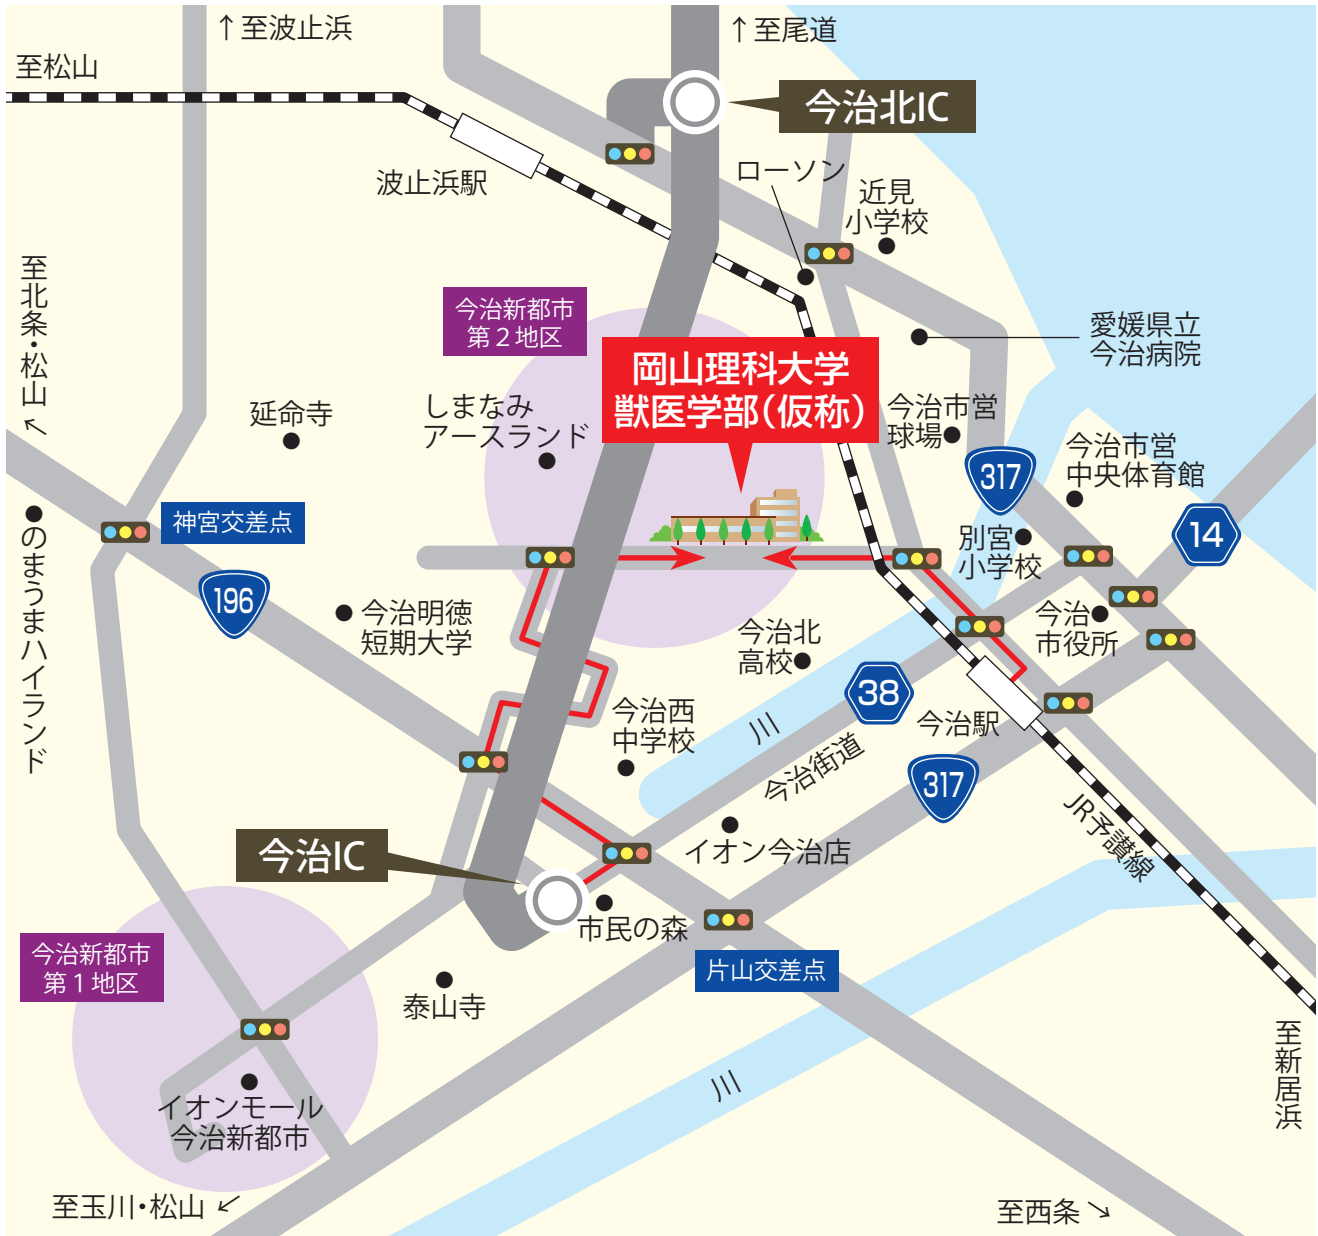 ↑至波止浜
↑至尾道
至松山
今治北IC
波止浜駅
ローソン
近見
小学校
至北条・松山
↑
今治新都市
第2地区
愛媛県立
今治病院
岡山理科大学
獣医学部(仮称)
しまなみ
アースランド
延命寺
今治市営
球場
今治市営
中央体育館
317
14
神宮交差点
のまうまハイランド
別宮
小学校
196
今治明徳
短期大学
今治
市役所
今治北
高校
38
今治駅
今治西
中学校
川
今治街道
317
JR予讃線
イオン今治店
今治IC
市民の森
片山交差点
今治新都市
第1地区
泰山寺
至新居浜
川
イオンモール
今治新都市
至玉川・松山 ↙
至西条 ↘